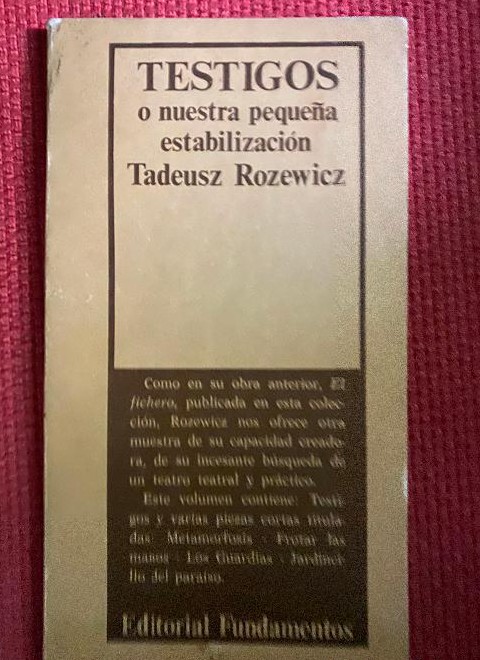 TESTIGOS
o nuestra pequeña
estabilización
Tadeusz Rozewicz
Como en su obra anterior, El
fichero, publicada en esta colec-
ción, Rozewicz nos ofrece otra
muestra de su capacidad creado-
ra, de su incesante búsqueda de
un teatro teatral y práctico.
Este volumen contiene: Testi-
gos y varias piezas cortas titula-
das: Metamorfosis · Frotar las
manos · Los Guardias · Jardinci-
llo del paraíso.
Editorial Fundamentos